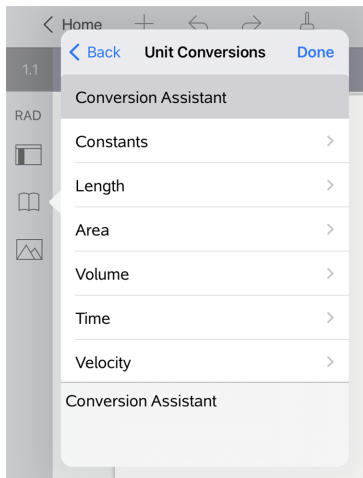 Home
Back Unit Conversions Done
1.1
Conversion Assistant
RAD
Constants
Length
Area
Volume
Time
Velocity
Conversion Assistant